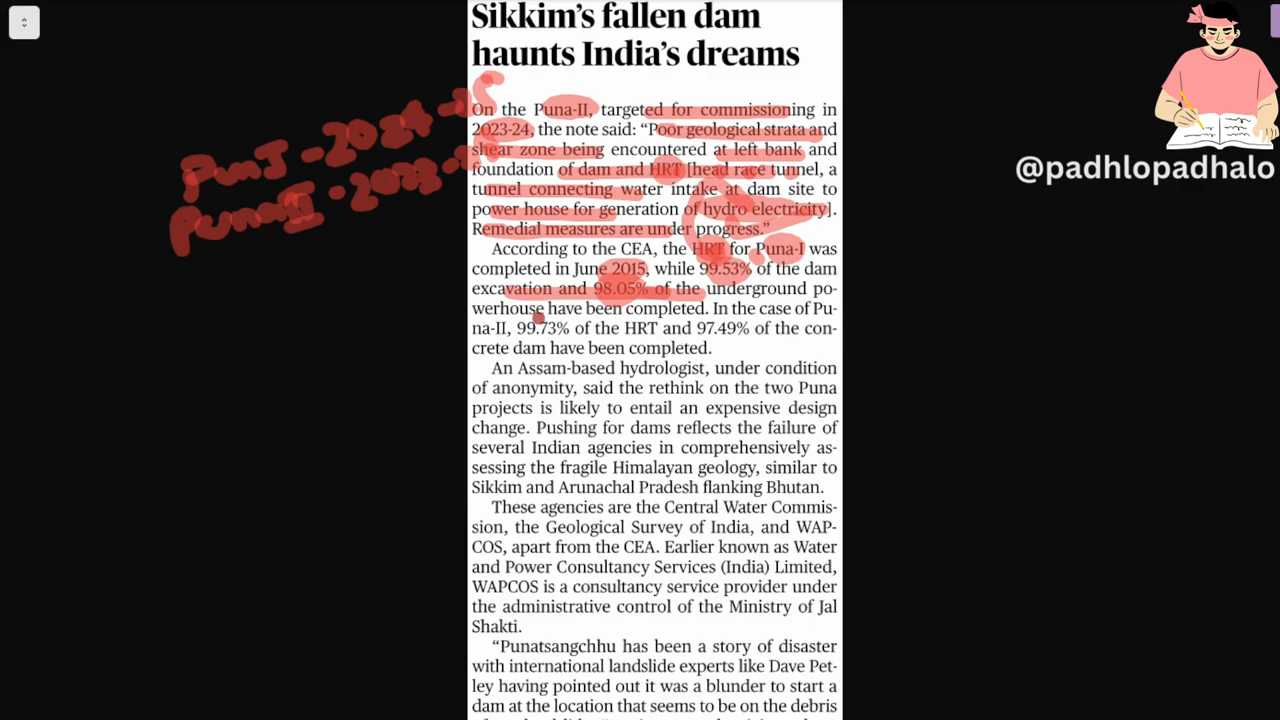 Sikkim's fallen dam
haunts India's dreams
On the Puna-II, targeted for commissioning in
2023-24, the note said: “Poor geological strata and
shear zone being encountered at left bank and
foundation of dam and HRT [head race tunnel, a
tunnel connecting water intake at dam site to
power house for generation of hydro electricity].
Remedial measures are under progress.”
According to the CEA, the HRT for Puna-I was
completed in June 2015, while 99.53% of the dam
excavation and 98.05% of the underground po-
werhouse have been completed. In the case of Pu-
na-II, 99.73% of the HRT and 97.49% of the con-
crete dam have been completed.
An Assam-based hydrologist, under condition
of anonymity, said the rethink on the two Puna
projects is likely to entail an expensive design
change. Pushing for dams reflects the failure of
several Indian agencies in comprehensively as-
sessing the fragile Himalayan geology, similar to
Sikkim and Arunachal Pradesh flanking Bhutan.
These agencies are the Central Water Commis-
sion, the Geological Survey of India, and WAP-
COS, apart from the CEA. Earlier known as Water
and Power Consultancy Services (India) Limited,
WAPCOS is a consultancy service provider under
the administrative control of the Ministry of Jal
Shakti.
“Punatsangchhu has been a story of disaster
with international landslide experts like Dave Pet-
ley having pointed out it was a blunder to start a
dam at the location that seems to be on the debris
@padhlopadhalo